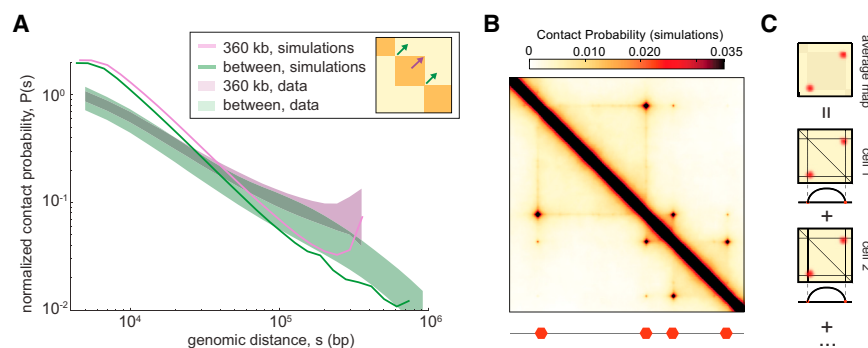 A
normalized contact probability, P(s)
10⁰
10⁻¹
10⁻²
10⁴
10⁵
10⁶
genomic distance, s (bp)
360 kb, simulations
between, simulations
360 kb, data
between, data
B
Contact Probability (simulations)
0
0.010
0.020
0.035
C
average map
=
cell 1
+
cell 2
+
...